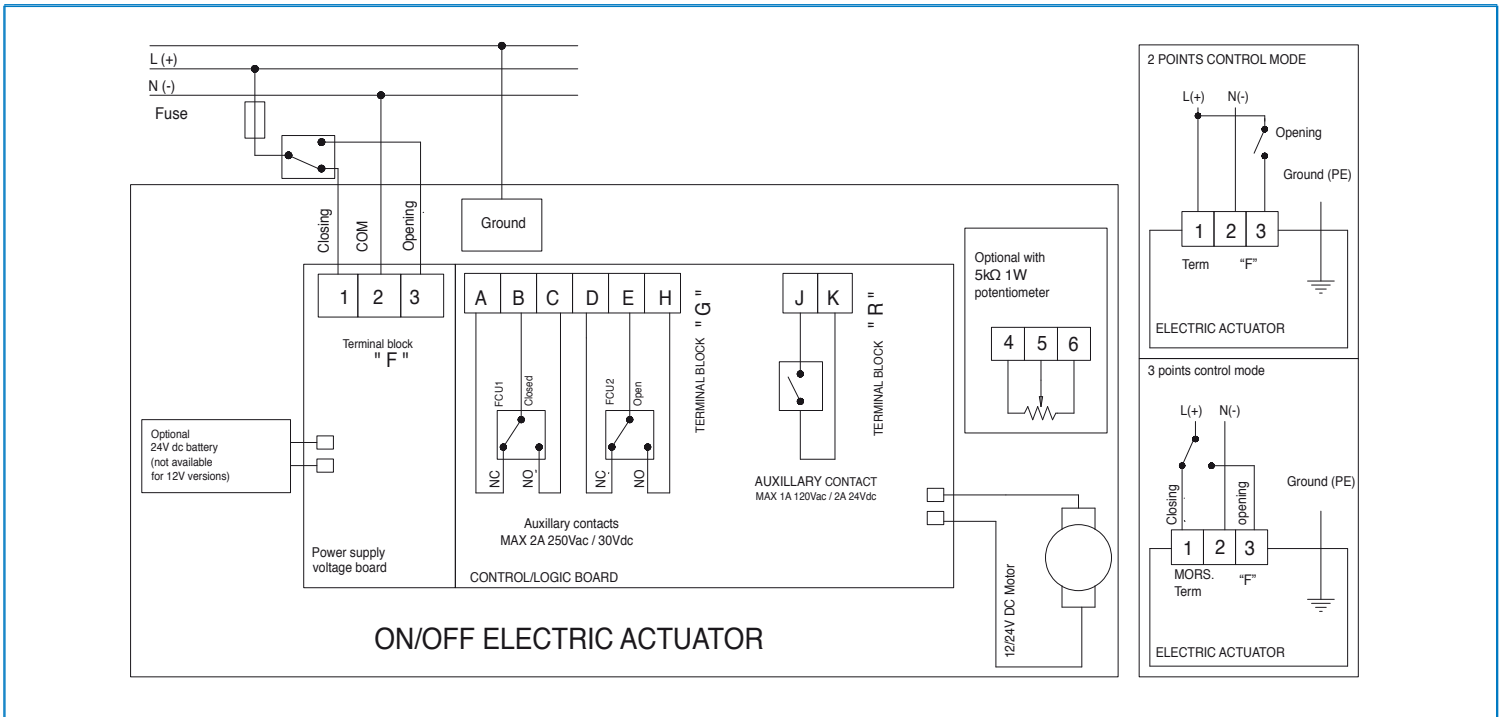 L (+)
N (-)
Fuse
Closing
COM
Opening
Ground
1 2 3
Terminal block
" F "
A B C D E H
TERMINAL BLOCK " G "
FCU1
Closed
FCU2
Open
NC
NO
NC
NO
Auxillary contacts
MAX 2A 250Vac / 30Vdc
J K
TERMINAL BLOCK " R "
AUXILLARY CONTACT
MAX 1A 120Vac / 2A 24Vdc
Optional with
5kΩ 1W
potentiometer
4 5 6
Optional
24V dc battery
(not available
for 12V versions)
Power supply
voltage board
CONTROL/LOGIC BOARD
12/24V DC Motor
ON/OFF ELECTRIC ACTUATOR
2 POINTS CONTROL MODE
L(+) N(-)
Opening
Ground (PE)
1 2 3
Term “F”
ELECTRIC ACTUATOR
3 points control mode
L(+) N(-)
Closing
opening
Ground (PE)
1 2 3
MORS.
Term “F”
ELECTRIC ACTUATOR